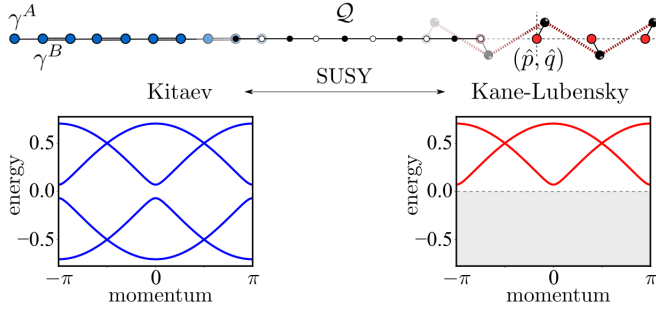 γ^A
γ^B
𝒬
(p̂, q̂)
SUSY
Kitaev
Kane-Lubensky
energy
0.5
0.0
−0.5
−π
0
π
momentum
energy
0.5
0.0
−0.5
−π
0
π
momentum